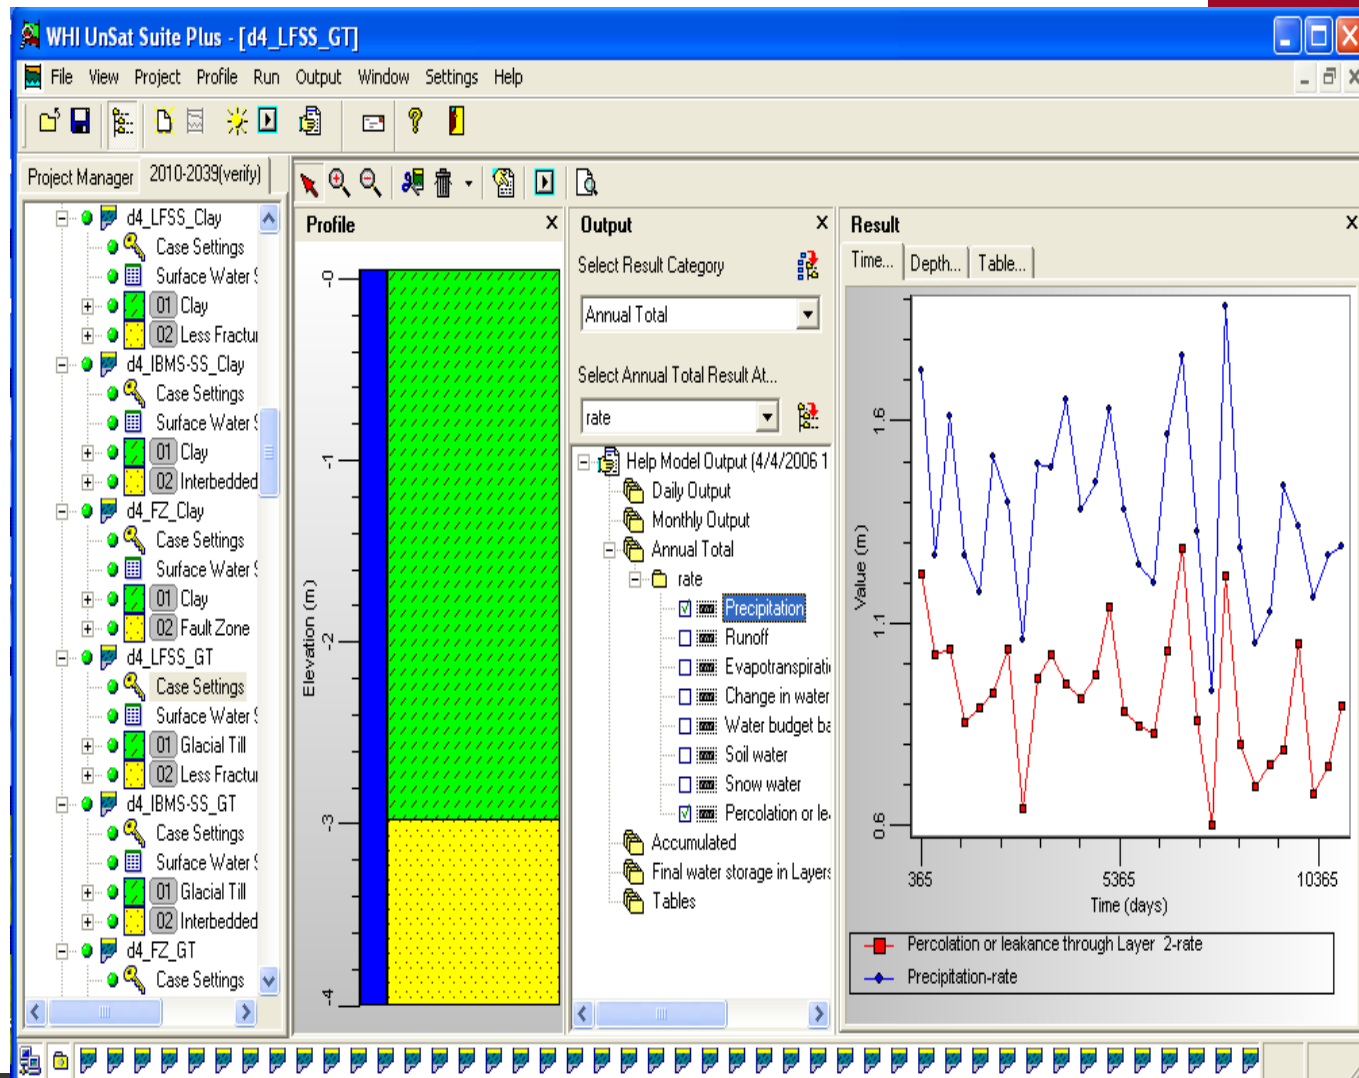 WHI UnSat Suite Plus - [d4_LFSS_GT]
File View Project Profile Run Output Window Settings Help
Project Manager 2010-2039(verify)
d4_LFSS_Clay
Case Settings
Surface Water
01 Clay
02 Less Fractu
d4_IBMS-SS_Clay
Case Settings
Surface Water
01 Clay
02 Interbedded
d4_FZ_Clay
Case Settings
Surface Water
01 Clay
02 Fault Zone
d4_LFSS_GT
Case Settings
Surface Water
01 Glacial Till
02 Less Fractu
d4_IBMS-SS_GT
Case Settings
Surface Water
01 Glacial Till
02 Interbedded
d4_FZ_GT
Case Settings
Profile
Elevation (m)
0
-1
-2
-3
-4
Output
Select Result Category
Annual Total
Select Annual Total Result At...
rate
Help Model Output (4/4/2006 1
Daily Output
Monthly Output
Annual Total
rate
Precipitation
Runoff
Evapotranspirati
Change in water
Water budget ba
Soil water
Snow water
Percolation or le
Accumulated
Final water storage in Layers
Tables
Result
Time... Depth... Table...
Value (m)
1.6
1.1
0.6
365 5365 10365
Time (days)
Percolation or leakance through Layer 2-rate
Precipitation-rate